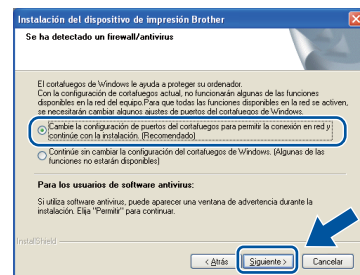 Instalación del dispositivo de impresión Brother
Se ha detectado un firewall/antivirus
El cortafuegos de Windows le ayuda a proteger su ordenador.
Con la configuración de cortafuegos actual, no funcionarán algunas de las funciones
disponibles en la red del equipo.Para que todas las funciones disponibles en la red se activen,
se necesitarán cambiar algunos ajustes de puertos del cortafuegos de Windows.
Cambie la configuración de puertos del cortafuegos para permitir la conexión en red y
continúe con la instalación. (Recomendado)
Continúe sin cambiar la configuración del cortafuegos de Windows. (Algunas de las
funciones no estarán disponibles)
Para los usuarios de software antivirus:
Si utiliza software antivirus, puede aparecer una ventana de advertencia durante la
instalación. Elija "Permitir" para continuar.
InstallShield
< Atrás
Siguiente >
Cancelar